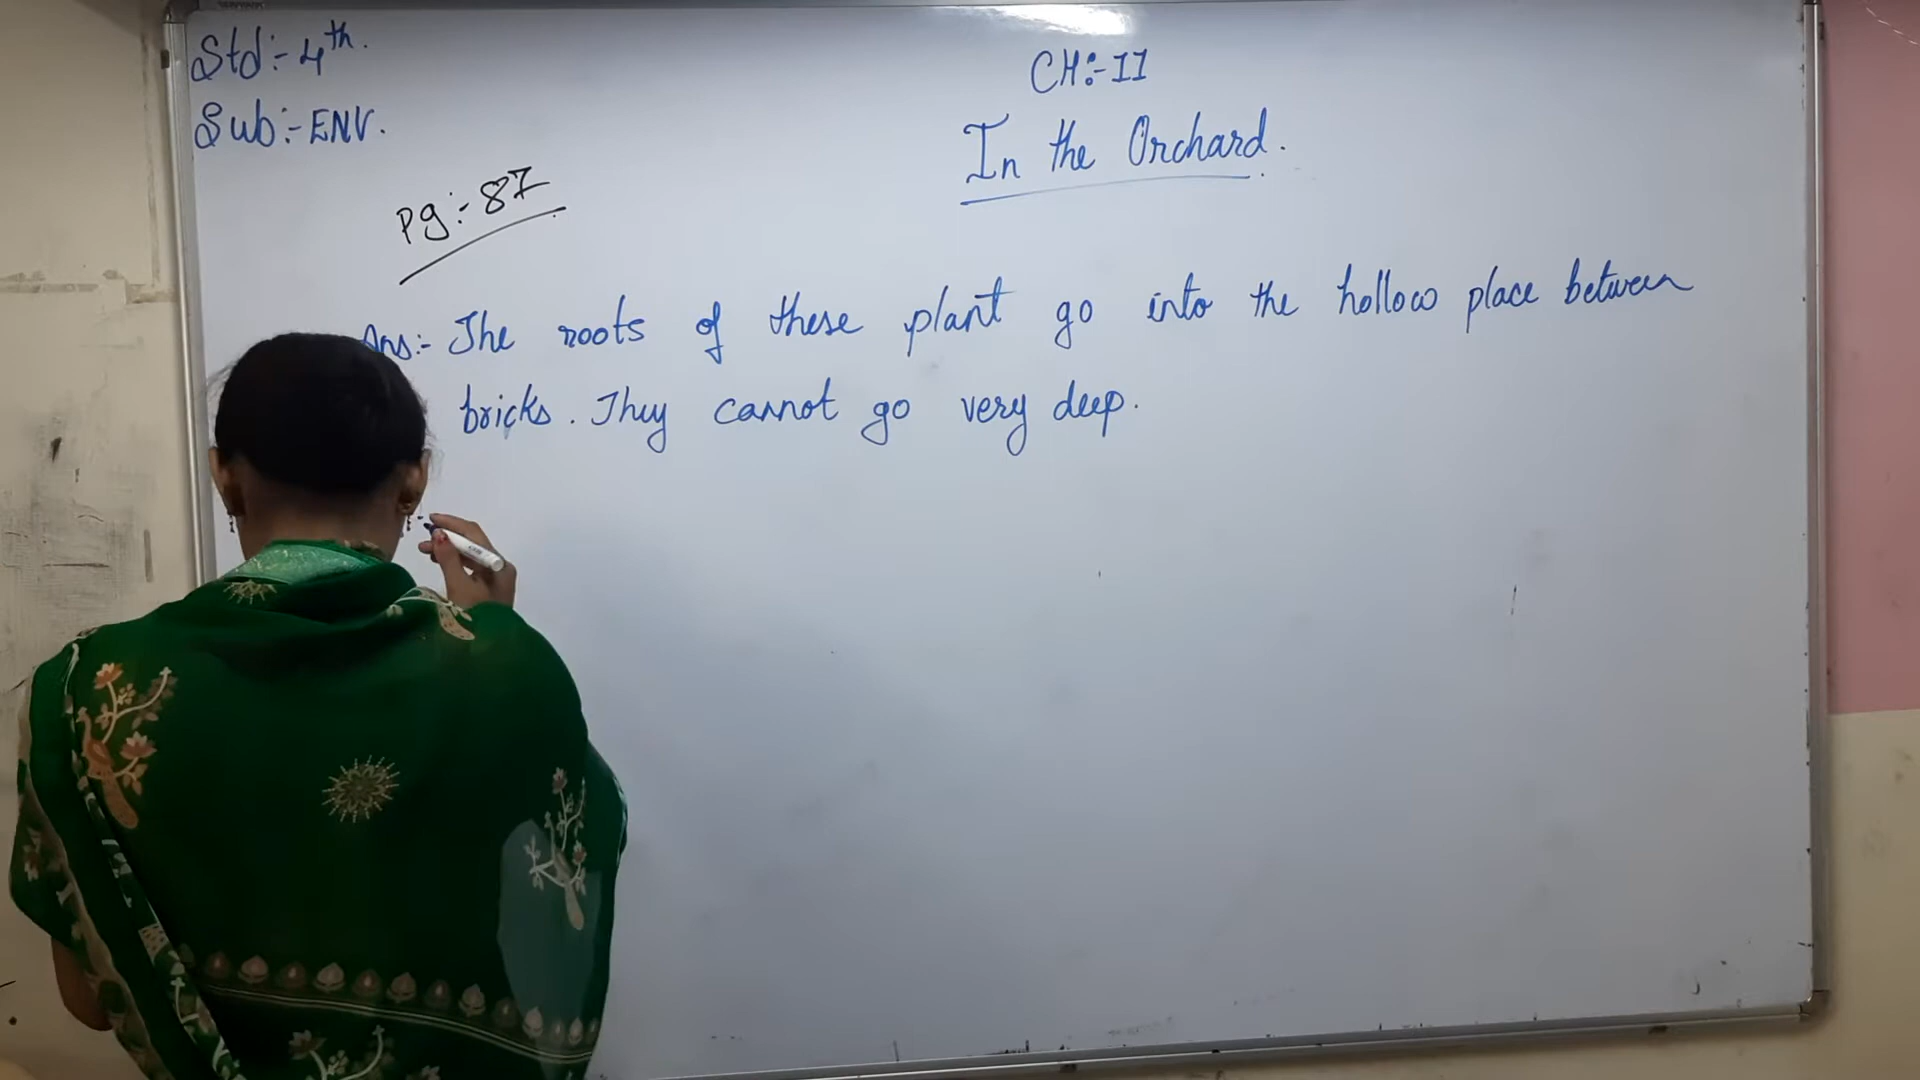 Std:- 4th.
Sub:- ENV.
CH:- II
In the Orchard.
Pg:- 87
Ans:- The roots of these plant go into the hollow place between
bricks. They cannot go very deep.